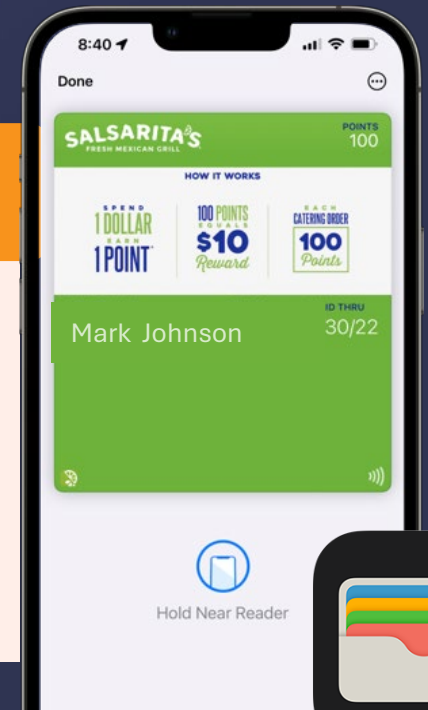 8:40
Done
SALSARITA'S
FRESH MEXICAN GRILL
POINTS
100
HOW IT WORKS
SPEND
1 DOLLAR
EARN
1 POINT*
100 POINTS
EQUALS
$10
Reward
EACH
CATERING ORDER
100
Points
Mark Johnson
ID THRU
30/22
Hold Near Reader